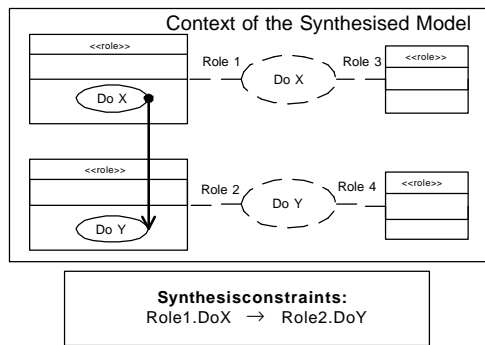 Context of the Synthesised Model
<<role>>
Role 1
Do X
Role 3
<<role>>
Do X
<<role>>
Role 2
Do Y
Role 4
<<role>>
Do Y
Synthesisconstraints:
Role1.DoX → Role2.DoY